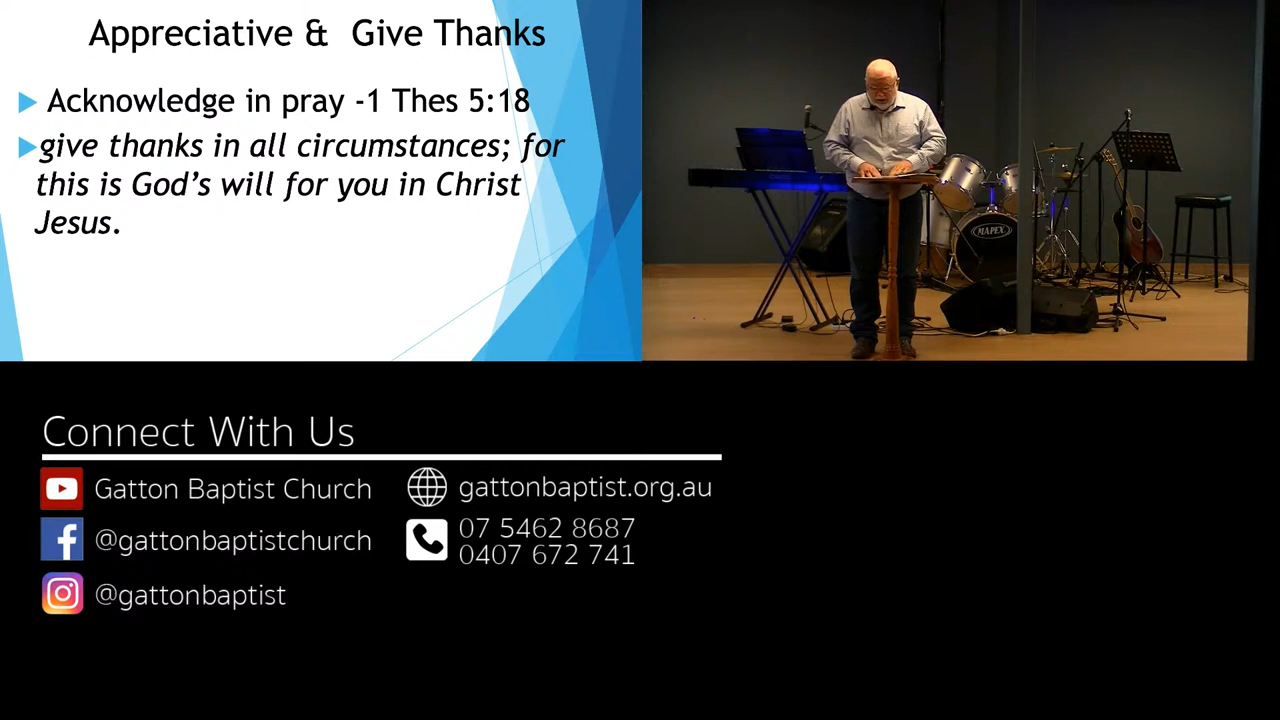 Appreciative & Give Thanks
Acknowledge in pray -1 Thes 5:18
give thanks in all circumstances; for
this is God's will for you in Christ
Jesus.
MAPEX
Connect With Us
Gatton Baptist Church
@gattonbaptistchurch
@gattonbaptist
gattonbaptist.org.au
07 5462 8687
0407 672 741